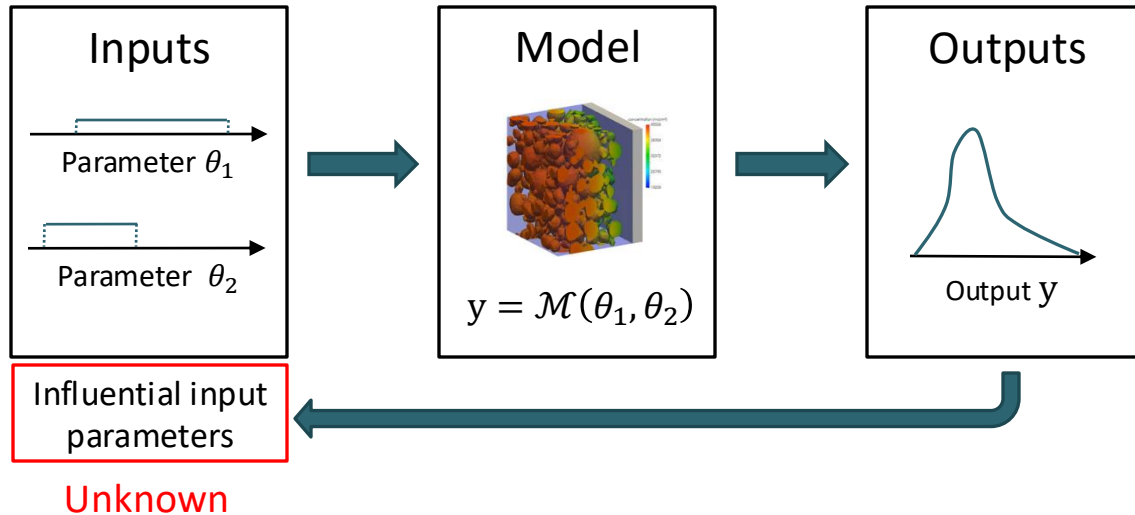 Inputs
Parameter θ₁
Parameter θ₂
Model
y = ℳ(θ₁, θ₂)
Outputs
Output y
Influential input
parameters
Unknown